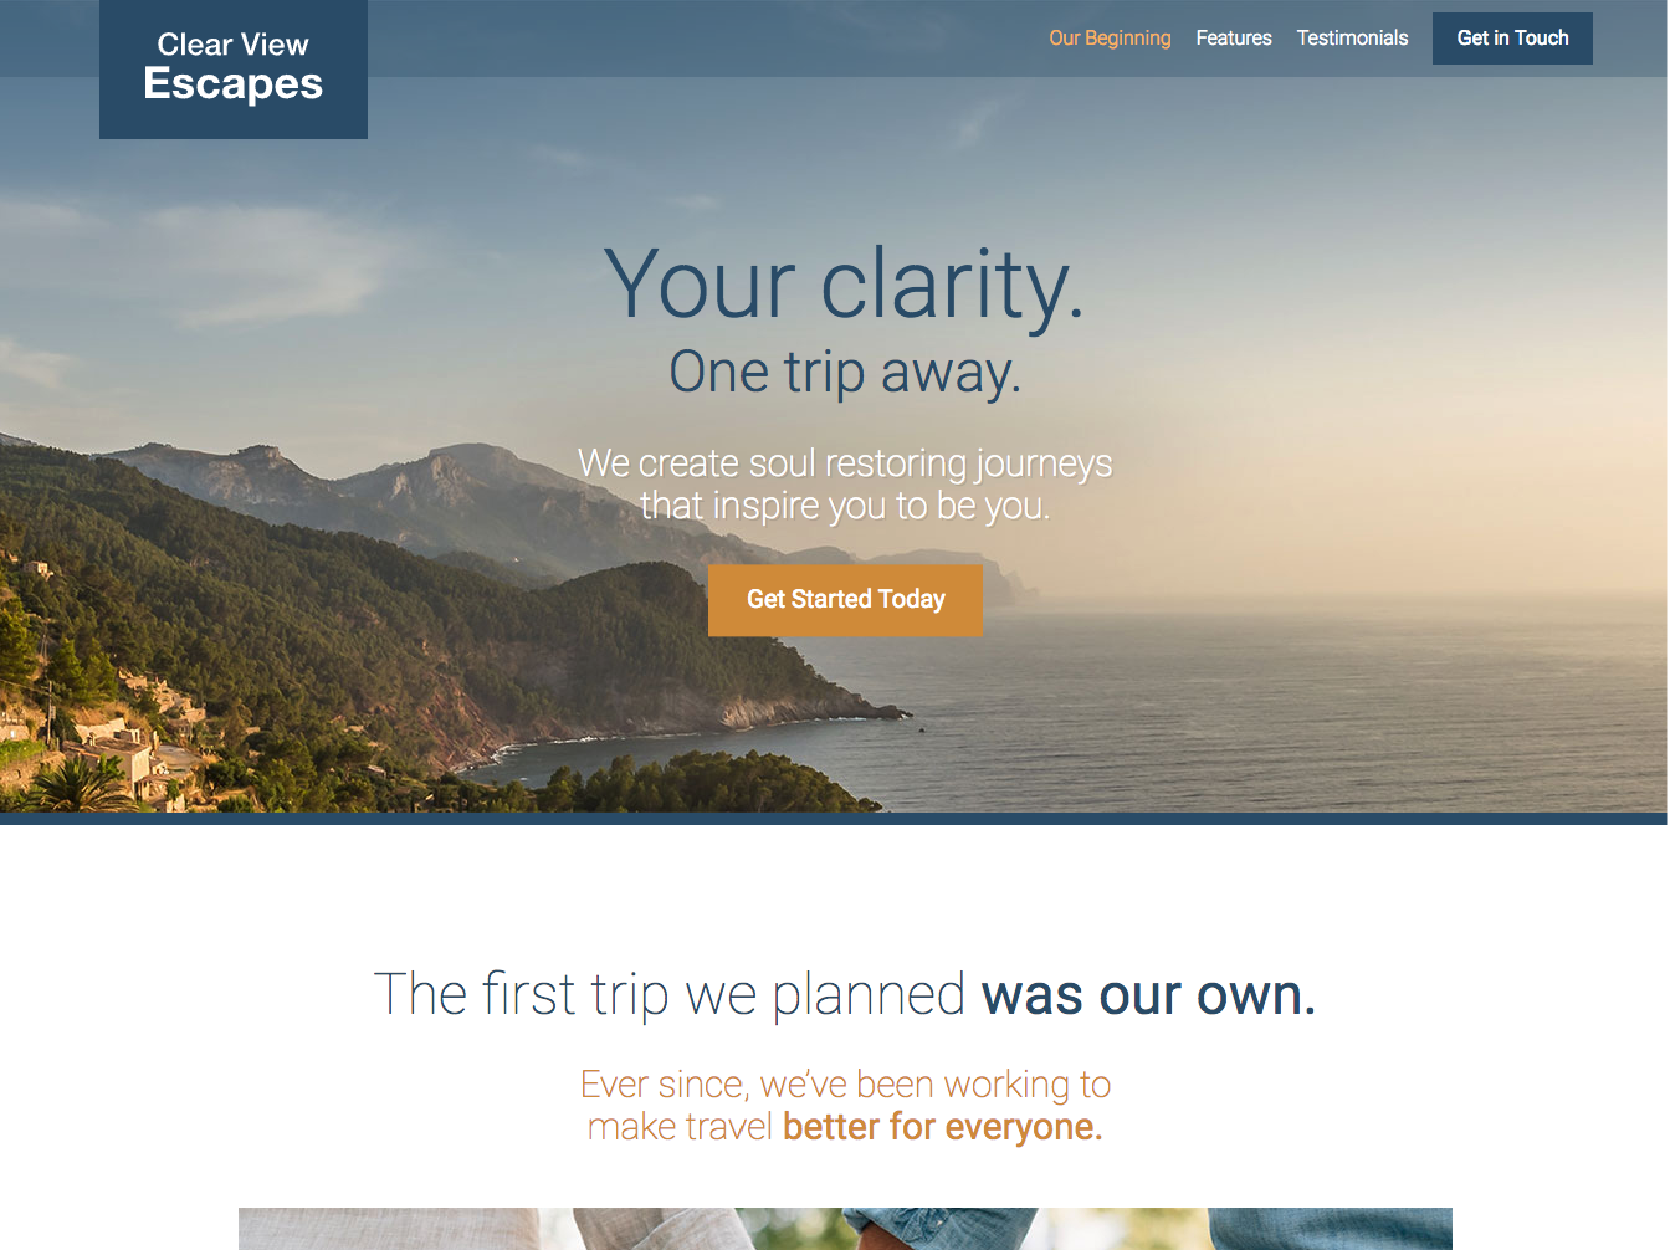 Clear View
Escapes
Our Beginning
Features
Testimonials
Get in Touch
Your clarity.
One trip away.
We create soul restoring journeys
that inspire you to be you.
Get Started Today
The first trip we planned was our own.
Ever since, we’ve been working to
make travel better for everyone.